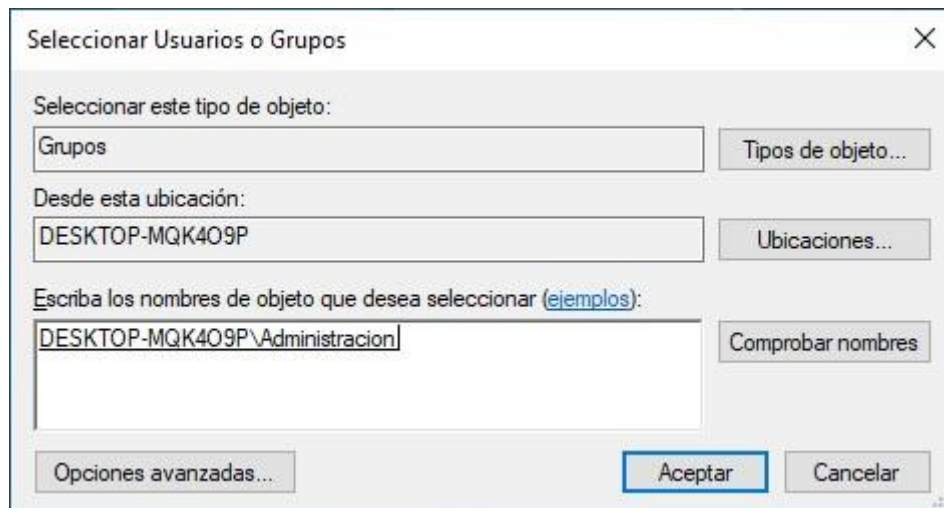 Seleccionar Usuarios o Grupos
Seleccionar este tipo de objeto:
Grupos
Tipos de objeto...
Desde esta ubicación:
DESKTOP-MQK4O9P
Ubicaciones...
Escriba los nombres de objeto que desea seleccionar (ejemplos):
DESKTOP-MQK4O9P\Administracion
Comprobar nombres
Opciones avanzadas...
Aceptar
Cancelar